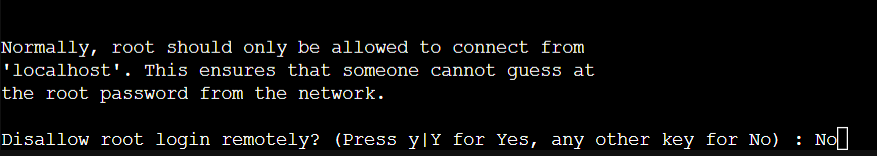 Normally, root should only be allowed to connect from
'localhost'. This ensures that someone cannot guess at
the root password from the network.
Disallow root login remotely? (Press y|Y for Yes, any other key for No) : No